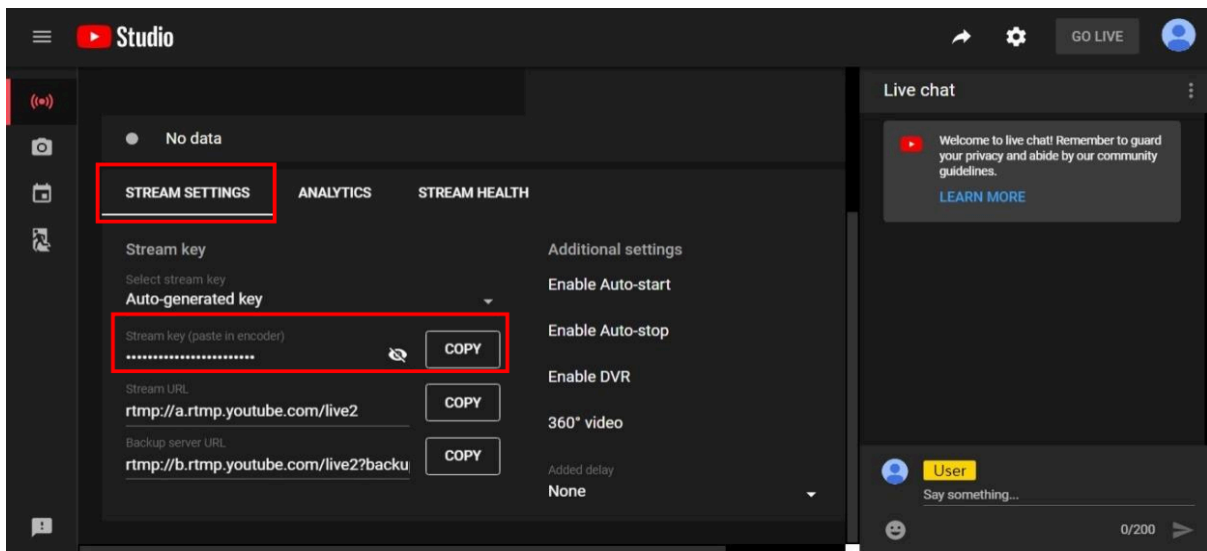 Studio
GO LIVE
No data
STREAM SETTINGS
ANALYTICS
STREAM HEALTH
Stream key
Select stream key
Auto-generated key
Stream key (paste in encoder)
••••••••••••••••••••••••
COPY
Stream URL
rtmp://a.rtmp.youtube.com/live2
COPY
Backup server URL
rtmp://b.rtmp.youtube.com/live2?backu
COPY
Additional settings
Enable Auto-start
Enable Auto-stop
Enable DVR
360° video
Added delay
None
Live chat
Welcome to live chat! Remember to guard
your privacy and abide by our community
guidelines.
LEARN MORE
User
Say something...
0/200